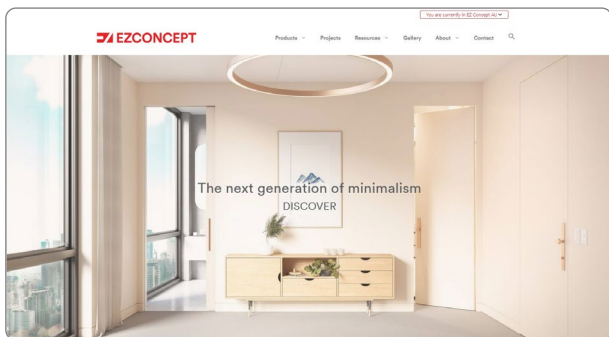 You are currently in EZ Concept AU
EZCONCEPT
Products Projects Resources Gallery About Contact
The next generation of minimalism
DISCOVER